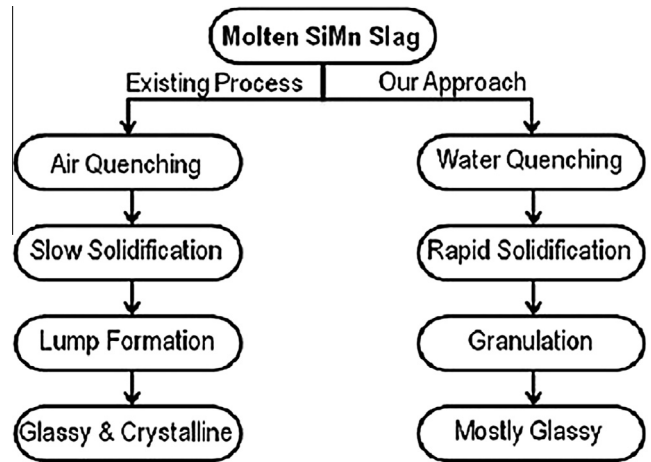 Molten SiMn Slag
Existing Process
Our Approach
Air Quenching
Water Quenching
Slow Solidification
Rapid Solidification
Lump Formation
Granulation
Glassy & Crystalline
Mostly Glassy